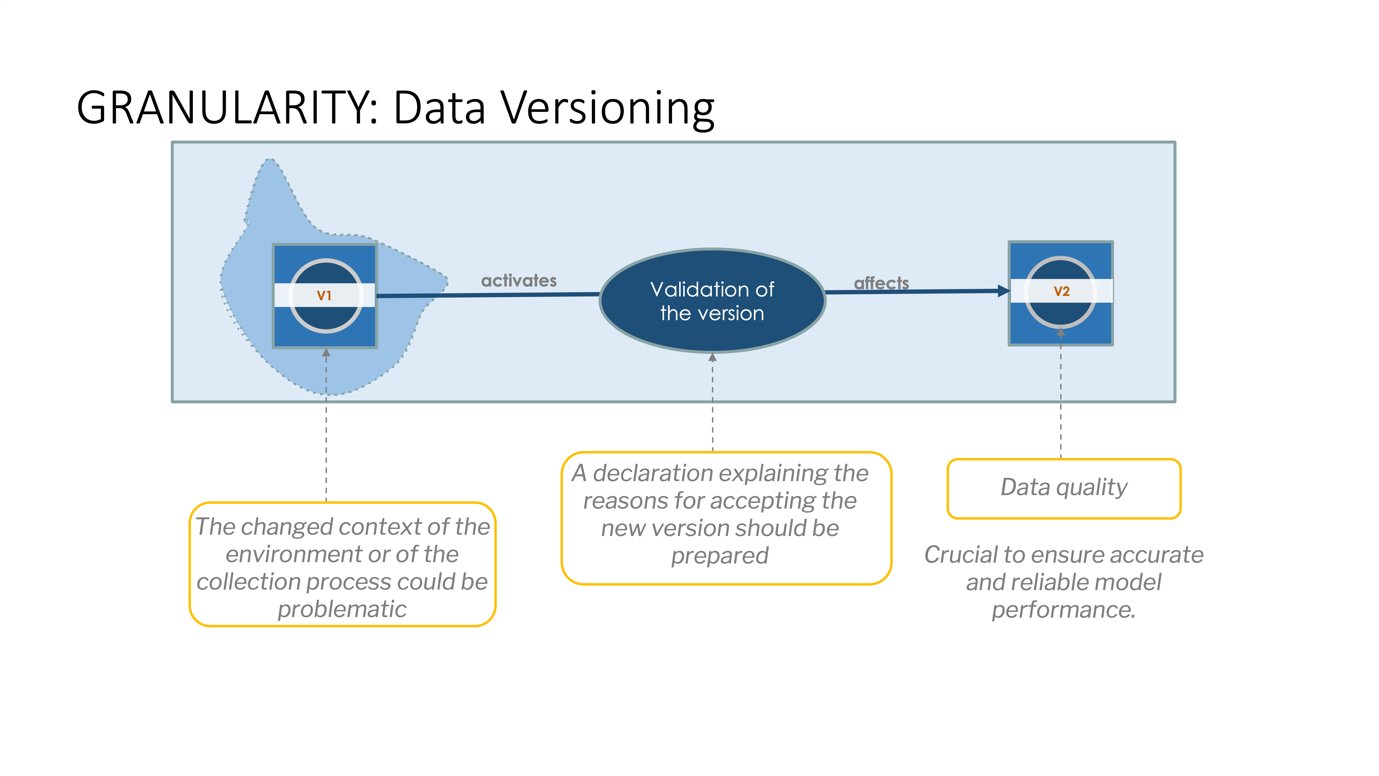 GRANULARITY: Data Versioning
activates
affects
V1
Validation of
the version
V2
The changed context of the
environment or of the
collection process could be
problematic
A declaration explaining the
reasons for accepting the
new version should be
prepared
Data quality
Crucial to ensure accurate
and reliable model
performance.